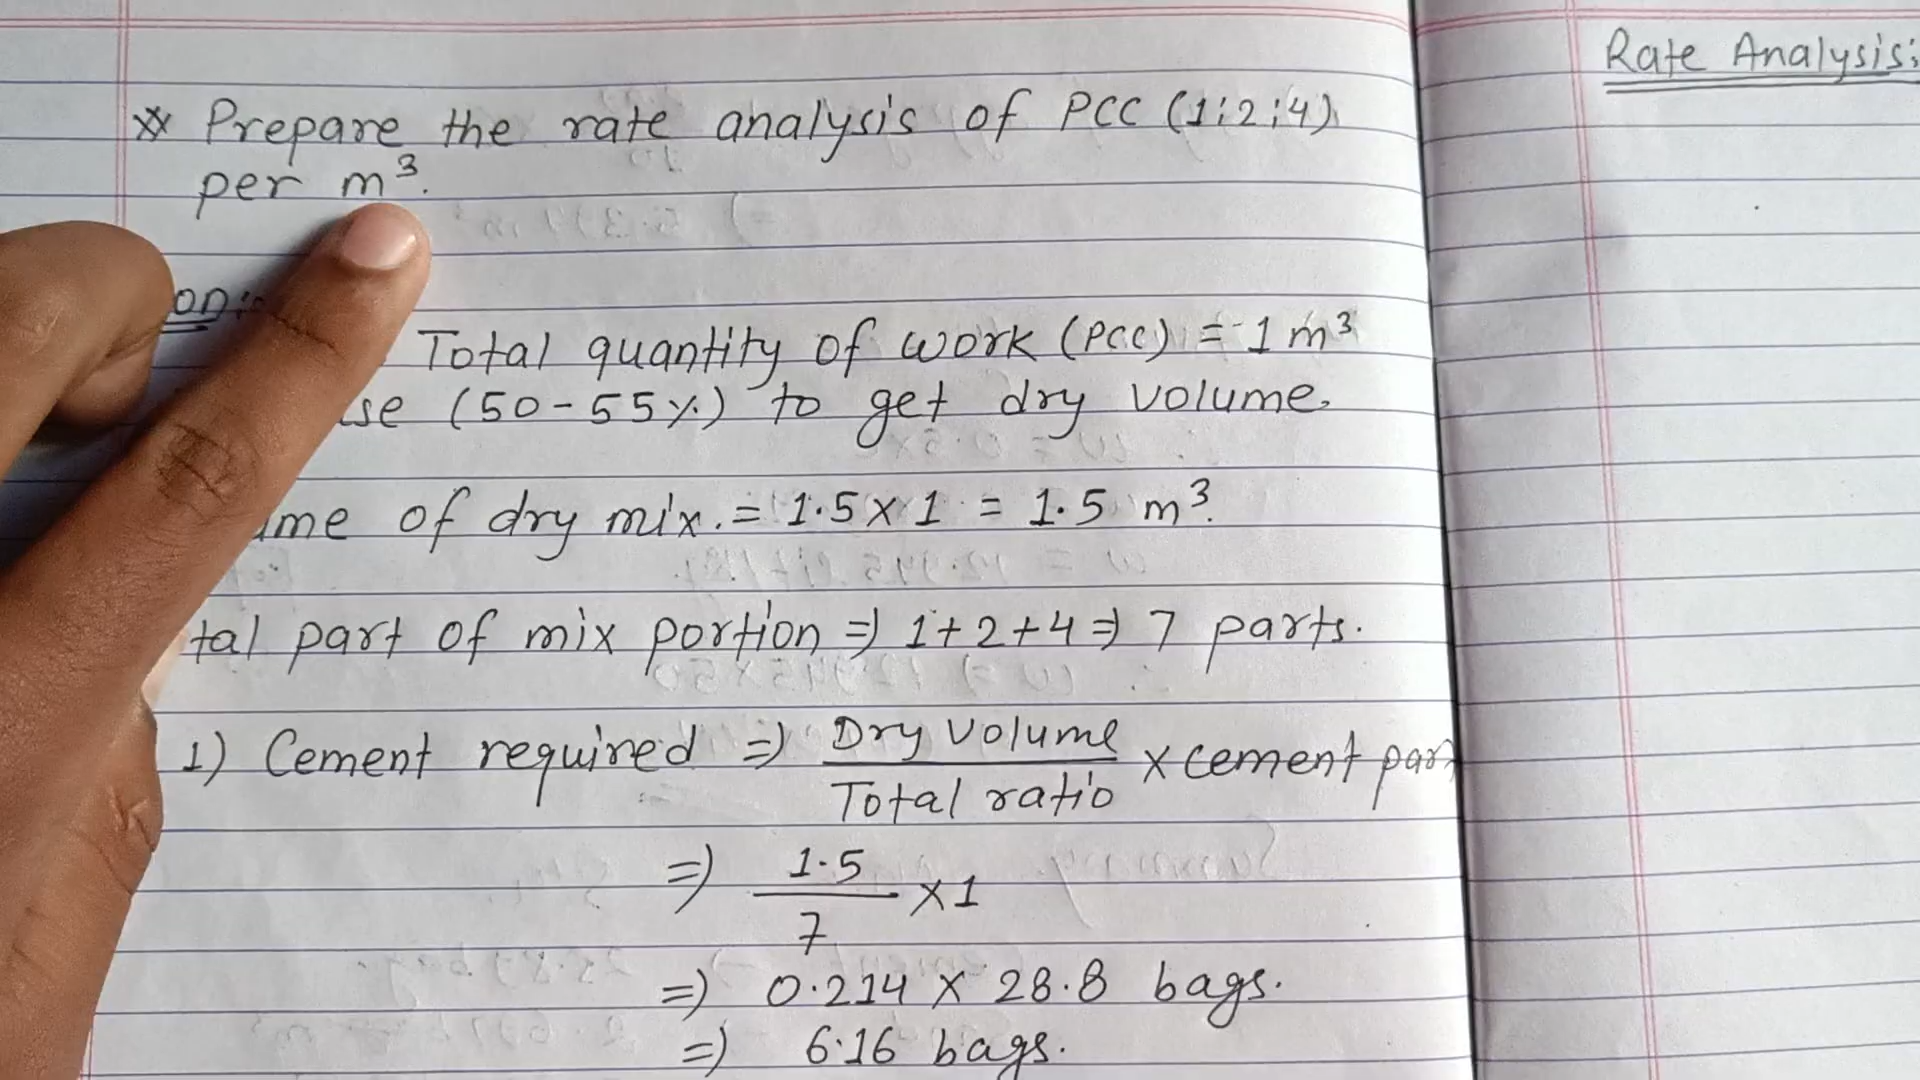 Rate Analysis:
** Prepare the rate analysis of PCC (1:2:4)
per m³.
on:
Total quantity of work (PCC) = 1 m³
se (50-55%) to get dry volume.
ume of dry mix. = 1.5 x 1 = 1.5 m³.
tal part of mix portion => 1+2+4 => 7 parts.
1) Cement required => Dry volume / Total ratio x cement part
=> 1.5 / 7 x 1
=> 0.214 x 28.8 bags.
=> 6.16 bags.